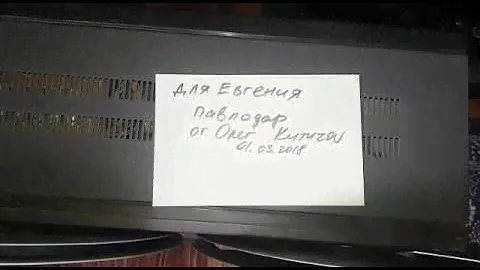 Для Евгения
Павлодар
от Олег
01.03.2018